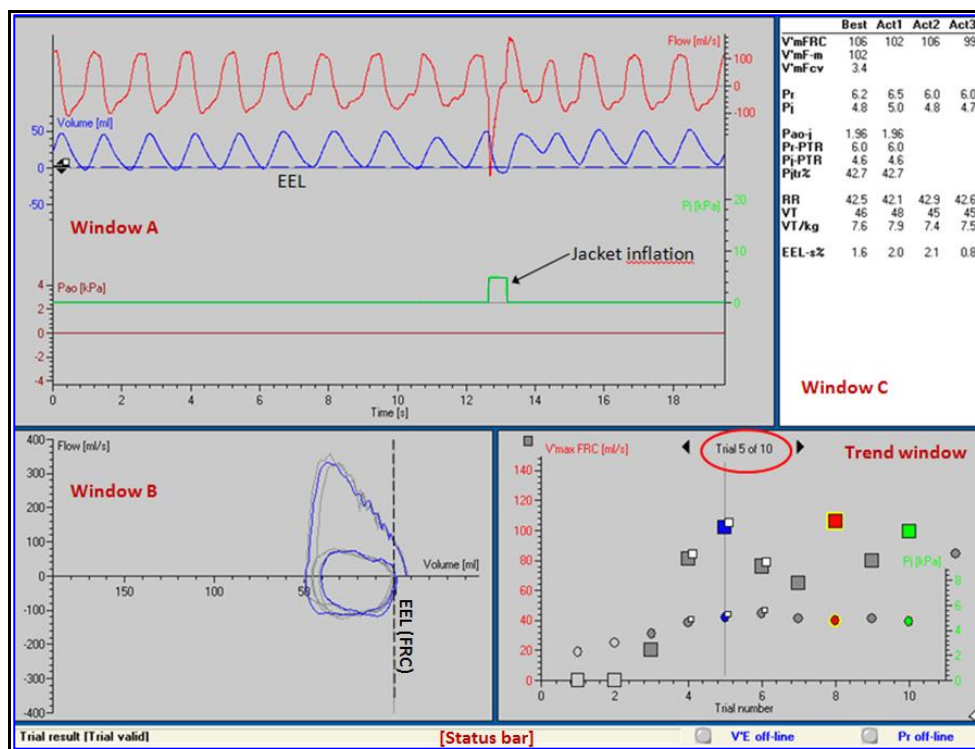 Flow [ml/s]
100
0
-100
Volume [ml]
50
0
-50
EEL
Window A
Pj [kPa]
20
10
0
Jacket inflation
Pao [kPa]
4
2
0
-2
-4
0 2 4 6 8 10 12 14 16 18
Time [s]
Best Act1 Act2 Act3
V'mFRC 106 102 106 99
V'mF-m 102
V'mFcv 3.4
Pr 6.2 6.5 6.0 6.0
Pj 4.8 5.0 4.8 4.7
Pao-j 1.96 1.96
Pr-PTR 6.0 6.0
Pj-PTR 4.6 4.6
Pjtr% 42.7 42.7
RR 42.5 42.1 42.9 42.6
VT 46 48 45 45
VT/kg 7.6 7.9 7.4 7.5
EEL-s% 1.6 2.0 2.1 0.8
Window C
400
Flow [ml/s]
300
200
100
0
-100
-200
-300
-400
Window B
Volume [ml]
150 100 50
EEL (FRC)
V'max FRC [ml/s]
Trial 5 of 10
Trend window
140
120
100
80
60
40
20
0
Pj [kPa]
8
6
4
2
0
0 2 4 6 8 10
Trial number
Trial result [Trial valid]
[Status bar]
V'E off-line
Pr off-line